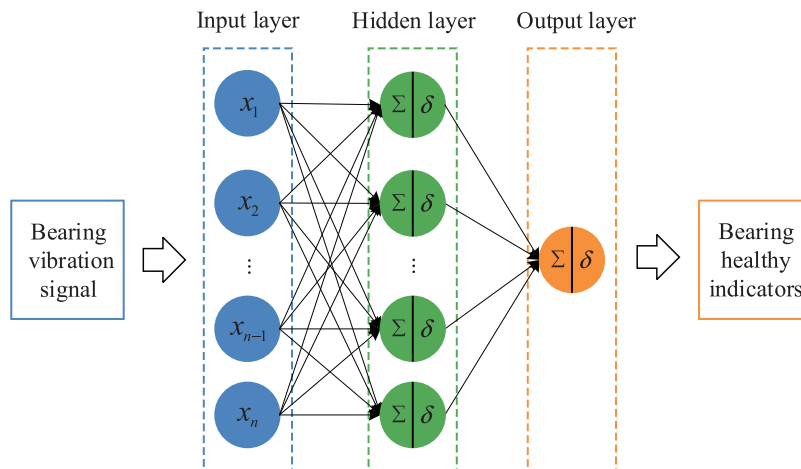 Input layer
Hidden layer
Output layer
x₁
x₂
⋮
xₙ₋₁
xₙ
Σ δ
Σ δ
⋮
Σ δ
Σ δ
Σ δ
Bearing
vibration
signal
Bearing
healthy
indicators